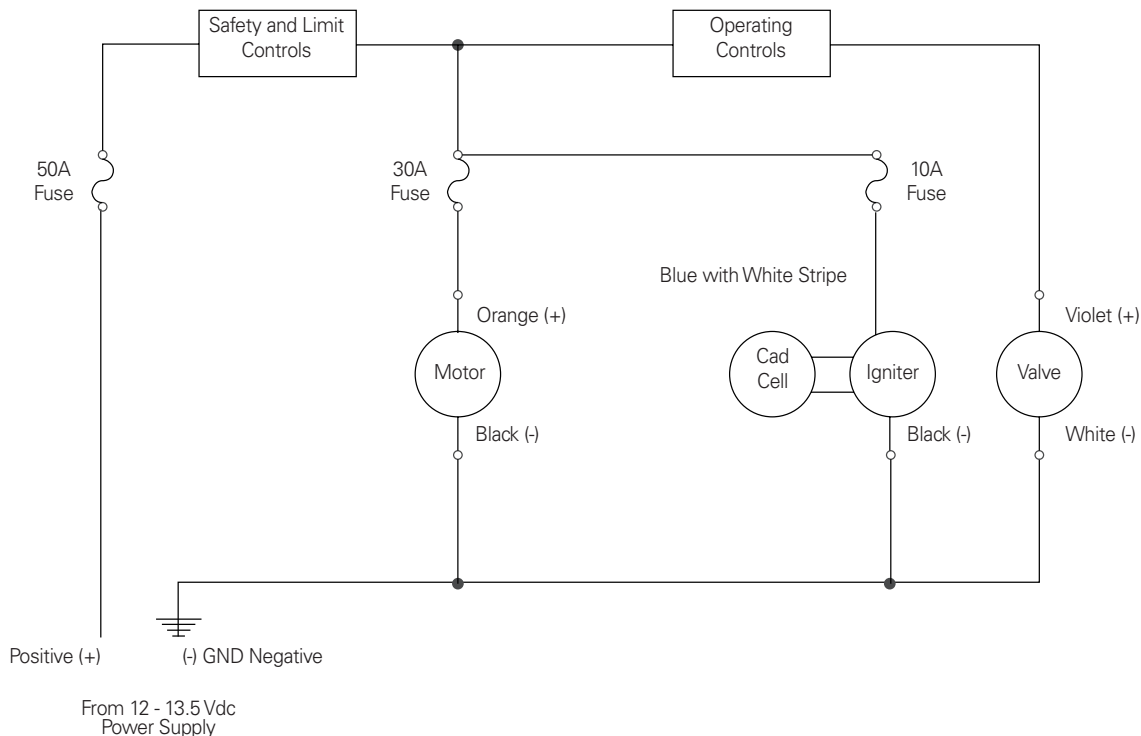 Safety and Limit
Controls
Operating
Controls
50A
Fuse
30A
Fuse
10A
Fuse
Blue with White Stripe
Orange (+)
Violet (+)
Motor
Cad
Cell
Igniter
Valve
Black (-)
Black (-)
White (-)
Positive (+)
(-) GND Negative
From 12 - 13.5 Vdc
Power Supply